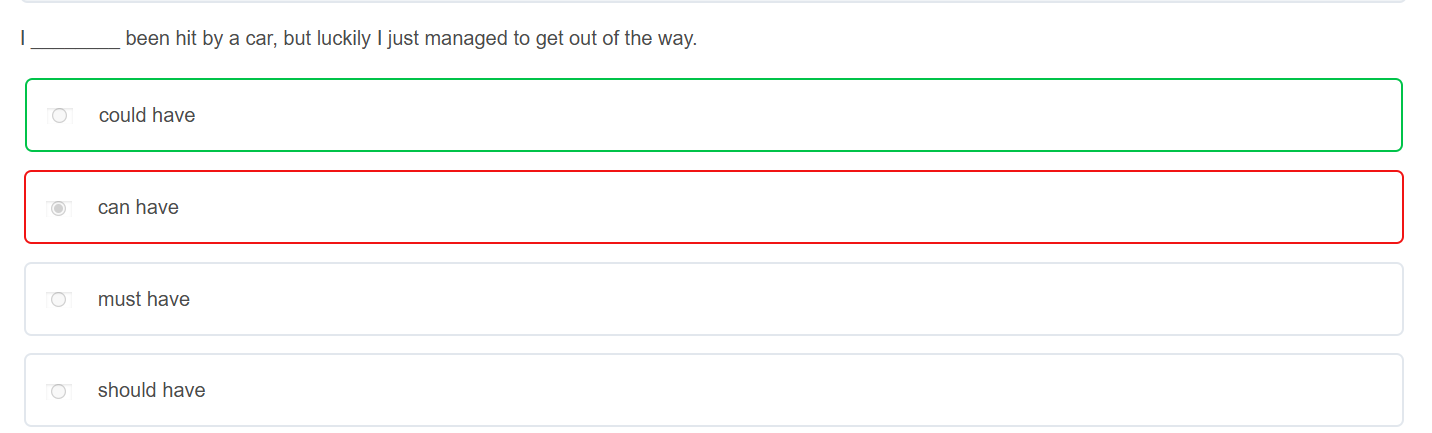 I ________ been hit by a car, but luckily I just managed to get out of the way.
could have
can have
must have
should have